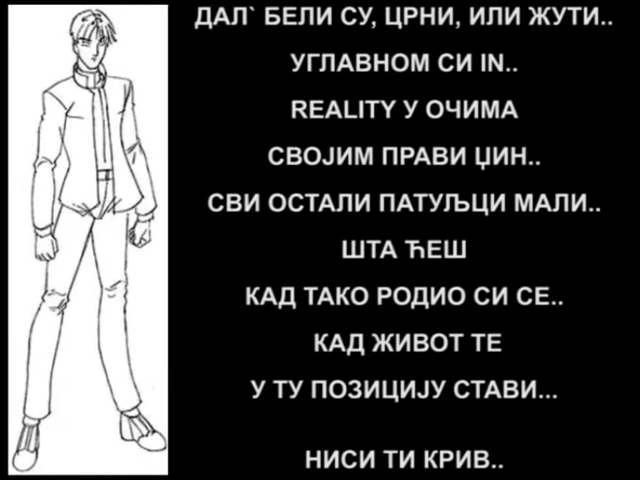 ДАЛ` БЕЛИ СУ, ЦРНИ, ИЛИ ЖУТИ..
УГЛАВНОМ СИ IN..
REALITY У ОЧИМА
СВОЈИМ ПРАВИ ЏИН..
СВИ ОСТАЛИ ПАТУЉЦИ МАЛИ..
ШТА ЋЕШ
КАД ТАКО РОДИО СИ СЕ..
КАД ЖИВОТ ТЕ
У ТУ ПОЗИЦИЈУ СТАВИ...
НИСИ ТИ КРИВ..